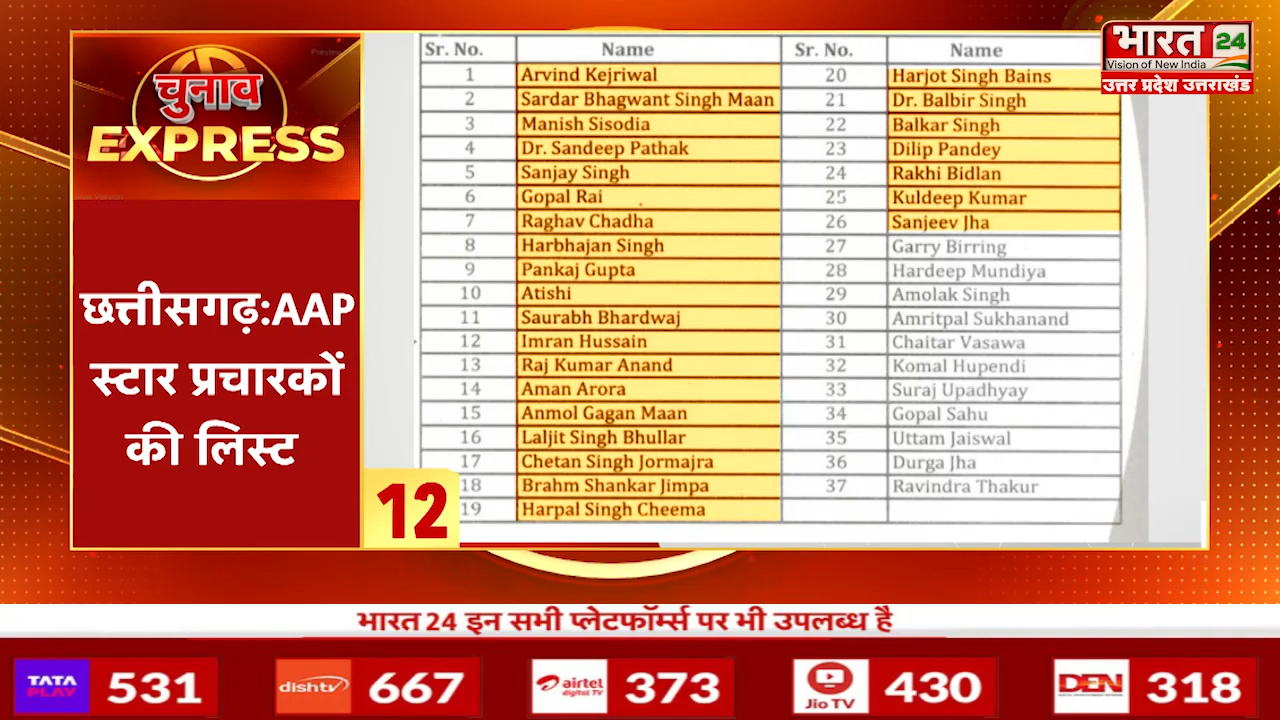 चुनाव
EXPRESS
छत्तीसगढ़:AAP
स्टार प्रचारकों
की लिस्ट
12
Sr. No. Name Sr. No. Name
1 Arvind Kejriwal 20 Harjot Singh Bains
2 Sardar Bhagwant Singh Maan 21 Dr. Balbir Singh
3 Manish Sisodia 22 Balkar Singh
4 Dr. Sandeep Pathak 23 Dilip Pandey
5 Sanjay Singh 24 Rakhi Bidlan
6 Gopal Rai 25 Kuldeep Kumar
7 Raghav Chadha 26 Sanjeev Jha
8 Harbhajan Singh 27 Garry Birring
9 Pankaj Gupta 28 Hardeep Mundiya
10 Atishi 29 Amolak Singh
11 Saurabh Bhardwaj 30 Amritpal Sukhanand
12 Imran Hussain 31 Chaitar Vasawa
13 Raj Kumar Anand 32 Komal Hupendi
14 Aman Arora 33 Suraj Upadhyay
15 Anmol Gagan Maan 34 Gopal Sahu
16 Laljit Singh Bhullar 35 Uttam Jaiswal
17 Chetan Singh Jormajra 36 Durga Jha
18 Brahm Shankar Jimpa 37 Ravindra Thakur
19 Harpal Singh Cheema
भारत 24
Vision of New India
उत्तर प्रदेश उत्तराखंड
भारत 24 इन सभी प्लेटफॉर्म्स पर भी उपलब्ध है
TATA PLAY 531 dishtv 667 airtel digital TV 373 JioTV 430 DEN 318